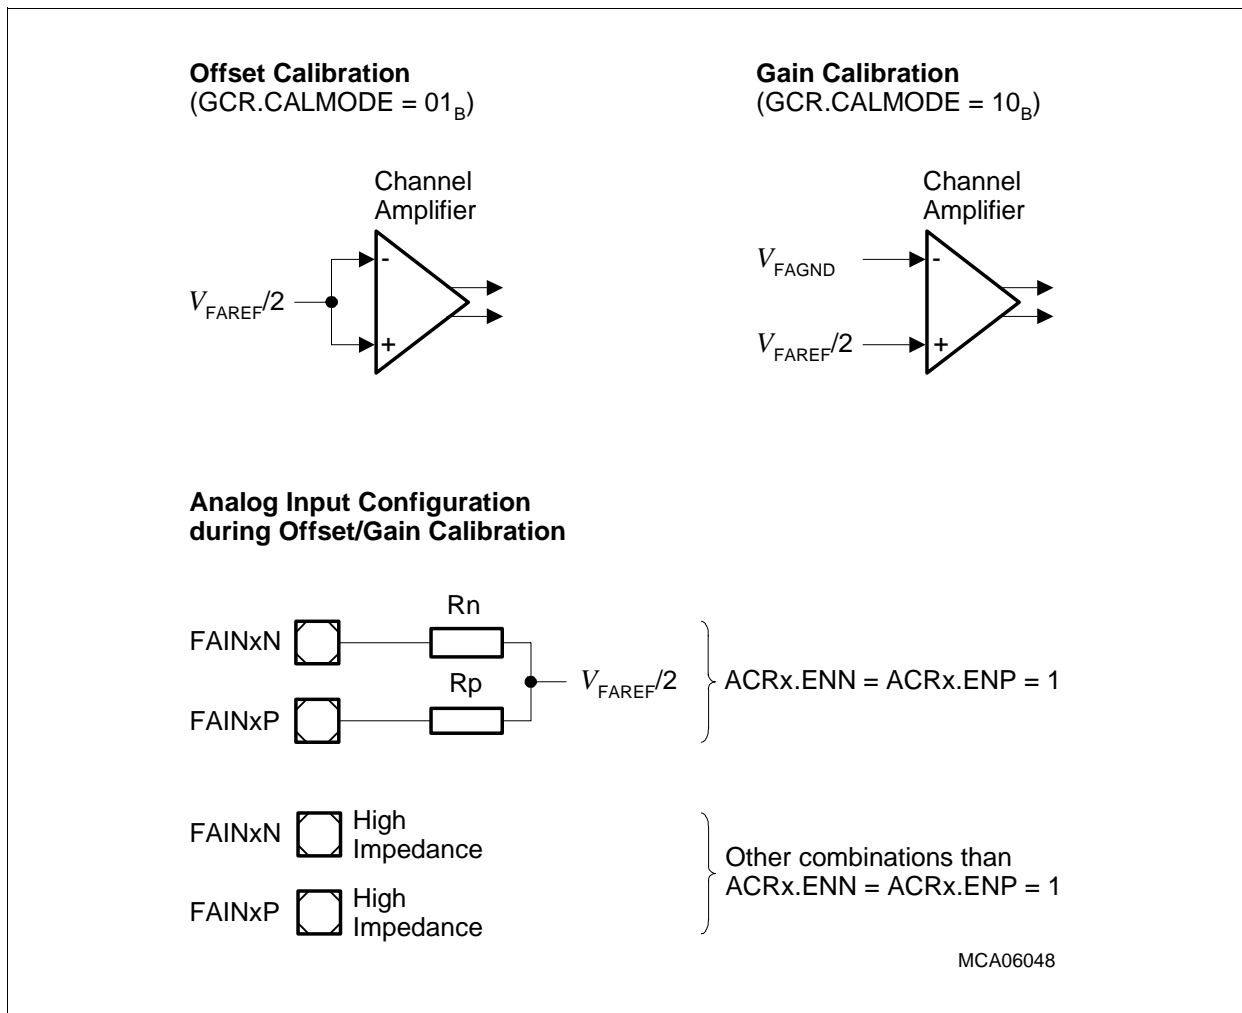 Offset Calibration
(GCR.CALMODE = 01B)
Channel
Amplifier
-
VFAREF/2
+
Gain Calibration
(GCR.CALMODE = 10B)
Channel
Amplifier
VFAGND
-
VFAREF/2
+
Analog Input Configuration
during Offset/Gain Calibration
Rn
FAINxN
Rp
VFAREF/2
ACRx.ENN = ACRx.ENP = 1
FAINxP
FAINxN
High
Impedance
FAINxP
High
Impedance
Other combinations than
ACRx.ENN = ACRx.ENP = 1
MCA06048